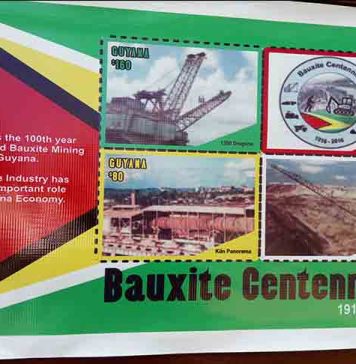 s the 100th year
d Bauxite Mining
Guyana.
e Industry has
mportant role
na Economy.
GUYANA
$160
1350 Dragline
Bauxite Centen
1916 - 2016
GUYANA
$80
Kiln Panorama
Bauxite Centenn
191